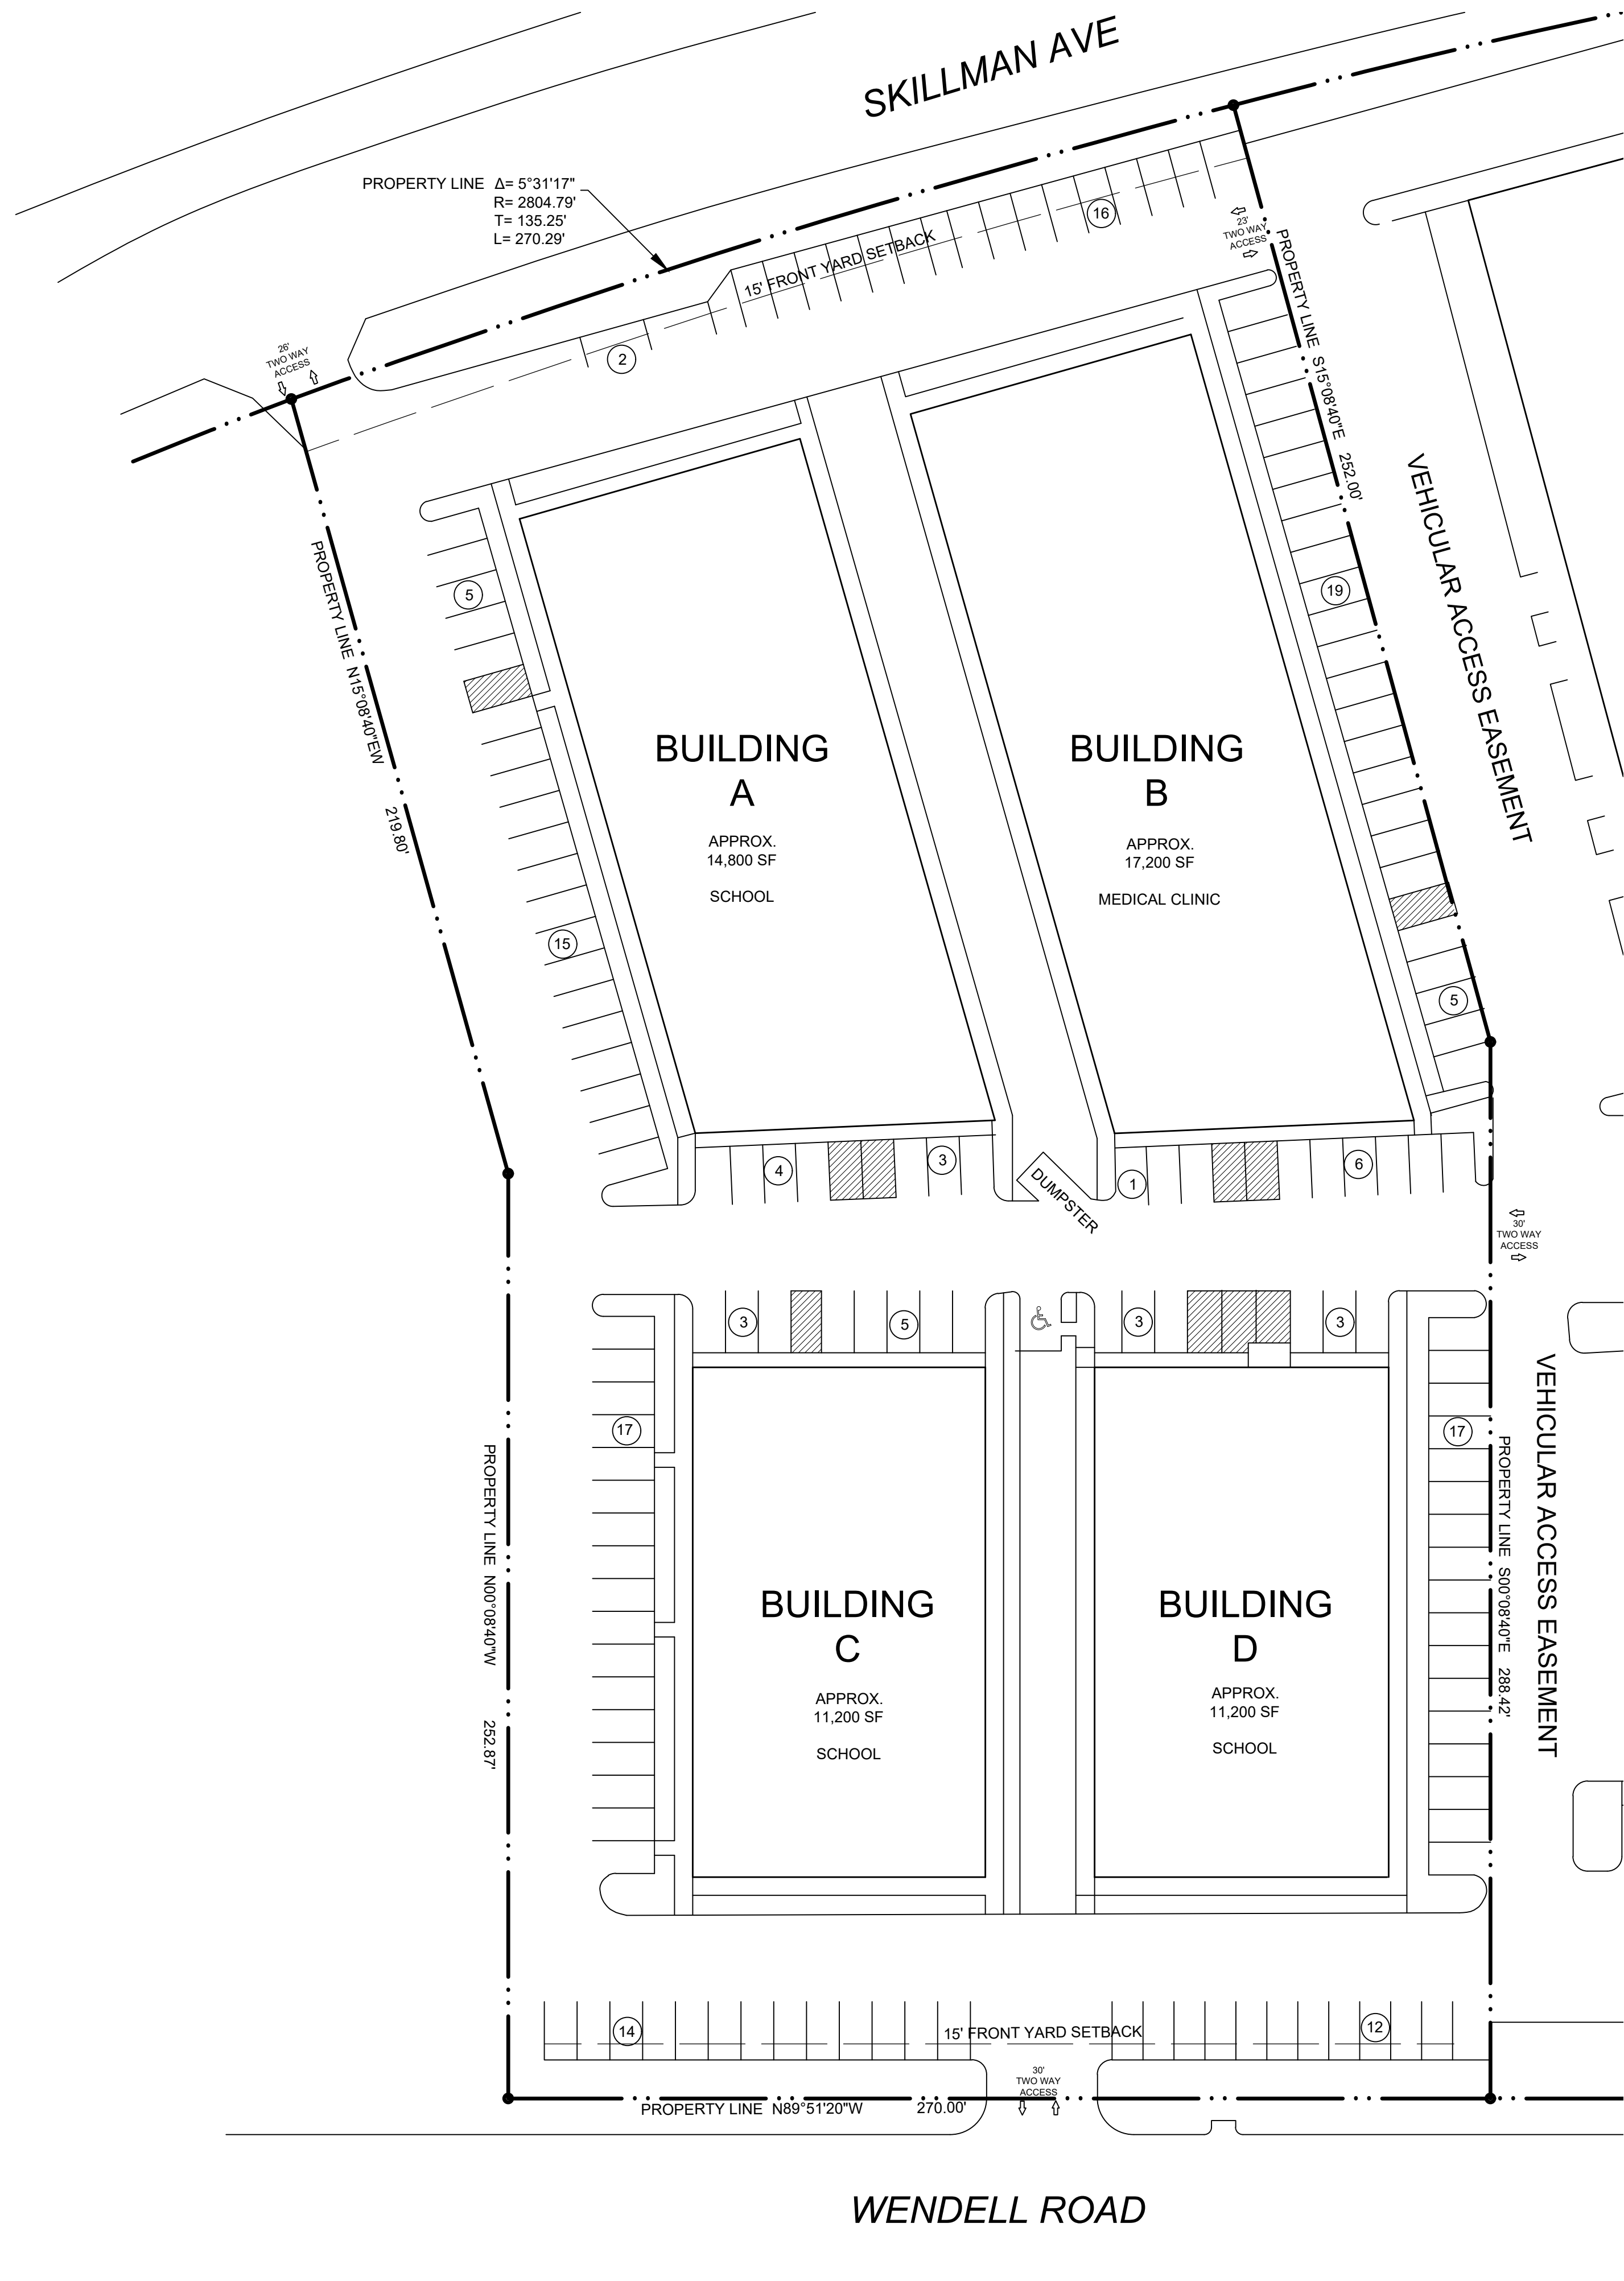 SKILLMAN AVE
PROPERTY LINE Δ= 5°31'17"
R= 2804.79'
T= 135.25'
L= 270.29'
16
23'
TWO WAY
ACCESS
15' FRONT YARD SETBACK
2
26'
TWO WAY
ACCESS
PROPERTY LINE S15°08'40"E 252.00'
VEHICULAR ACCESS EASEMENT
PROPERTY LINE N15°08'40"EW 219.80'
5
19
BUILDING
A
APPROX.
14,800 SF
SCHOOL
BUILDING
B
APPROX.
17,200 SF
MEDICAL CLINIC
15
5
4
3
DUMPSTER
1
6
30'
TWO WAY
ACCESS
3
5
3
3
17
17
PROPERTY LINE N00°08'40"W 252.87'
PROPERTY LINE S00°08'40"E 288.42'
VEHICULAR ACCESS EASEMENT
BUILDING
C
APPROX.
11,200 SF
SCHOOL
BUILDING
D
APPROX.
11,200 SF
SCHOOL
14
15' FRONT YARD SETBACK
12
30'
TWO WAY
ACCESS
PROPERTY LINE N89°51'20"W 270.00'
WENDELL ROAD